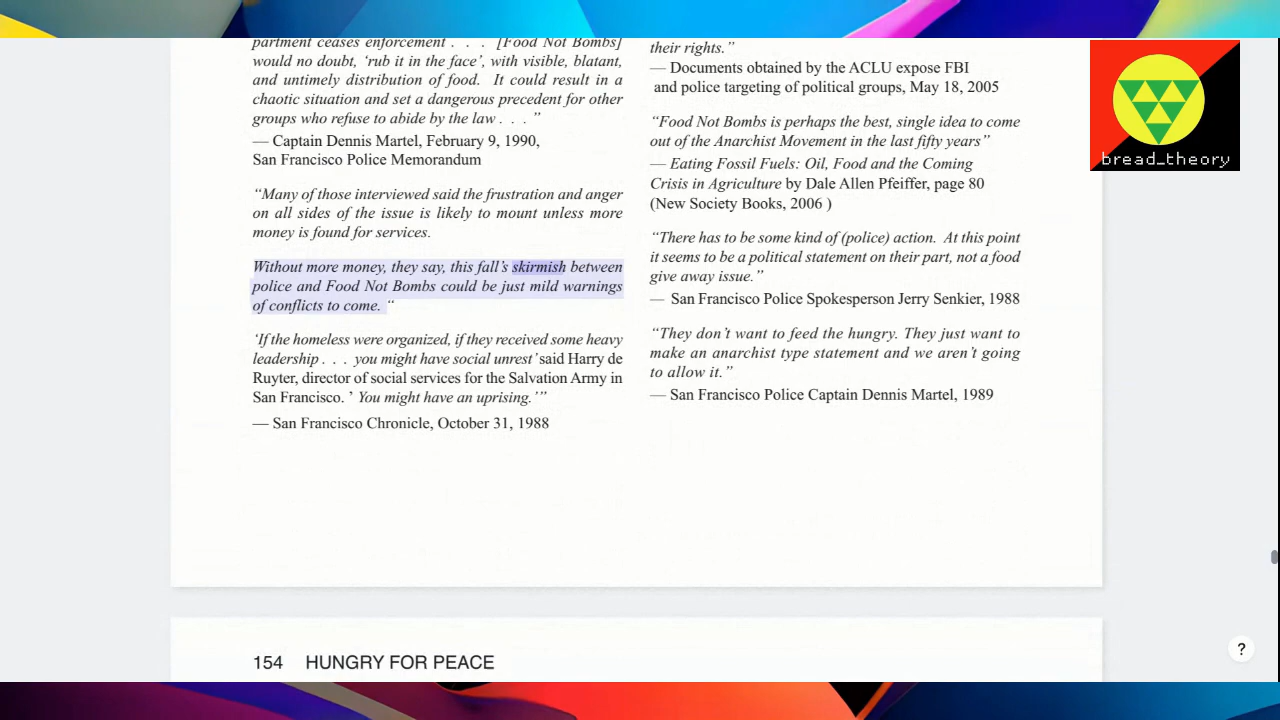 partment ceases enforcement . . . [Food Not Bombs]
would no doubt, ‘rub it in the face’, with visible, blatant,
and untimely distribution of food. It could result in a
chaotic situation and set a dangerous precedent for other
groups who refuse to abide by the law . . . ”
— Captain Dennis Martel, February 9, 1990,
San Francisco Police Memorandum
“Many of those interviewed said the frustration and anger
on all sides of the issue is likely to mount unless more
money is found for services.
Without more money, they say, this fall’s skirmish between
police and Food Not Bombs could be just mild warnings
of conflicts to come. “
‘If the homeless were organized, if they received some heavy
leadership . . . you might have social unrest’ said Harry de
Ruyter, director of social services for the Salvation Army in
San Francisco. ’ You might have an uprising.’”
— San Francisco Chronicle, October 31, 1988
their rights.”
— Documents obtained by the ACLU expose FBI
and police targeting of political groups, May 18, 2005
“Food Not Bombs is perhaps the best, single idea to come
out of the Anarchist Movement in the last fifty years”
— Eating Fossil Fuels: Oil, Food and the Coming
Crisis in Agriculture by Dale Allen Pfeiffer, page 80
(New Society Books, 2006 )
“There has to be some kind of (police) action. At this point
it seems to be a political statement on their part, not a food
give away issue.”
— San Francisco Police Spokesperson Jerry Senkier, 1988
“They don’t want to feed the hungry. They just want to
make an anarchist type statement and we aren’t going
to allow it.”
— San Francisco Police Captain Dennis Martel, 1989
154 HUNGRY FOR PEACE
bread_theory
?